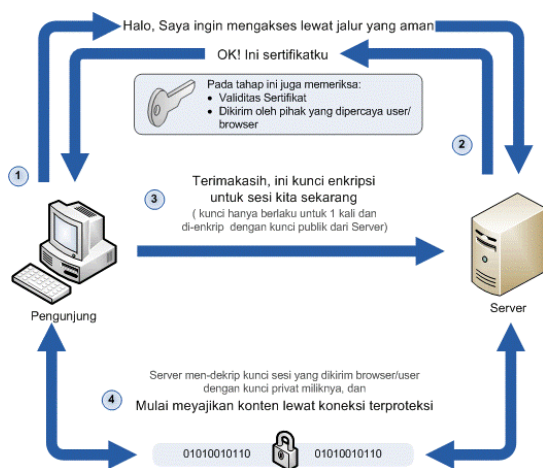 Halo, Saya ingin mengakses lewat jalur yang aman
OK! Ini sertifikatku
Pada tahap ini juga memeriksa:
• Validitas Sertifikat
• Dikirim oleh pihak yang dipercaya user/
browser
1
2
3
Terimakasih, ini kunci enkripsi
untuk sesi kita sekarang
( kunci hanya berlaku untuk 1 kali dan
di-enkrip dengan kunci publik dari Server)
Pengunjung
Server
Server men-dekrip kunci sesi yang dikirim browser/user
dengan kunci privat miliknya, dan
4
Mulai meyajikan konten lewat koneksi terproteksi
01010010110 01010010110